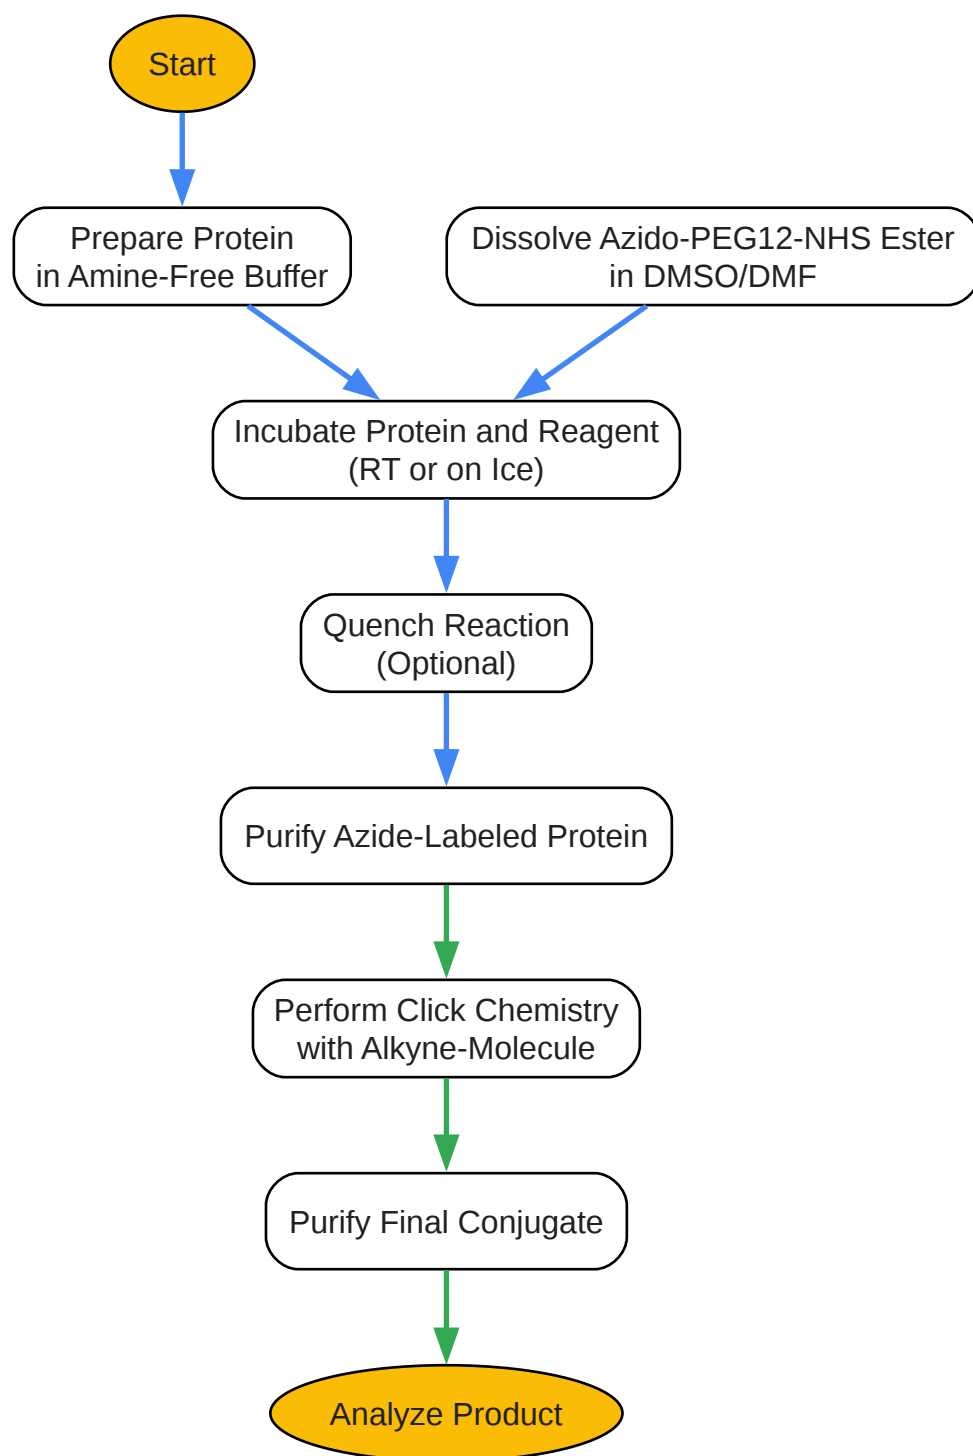 Start
Prepare Protein
in Amine-Free Buffer
Dissolve Azido-PEG12-NHS Ester
in DMSO/DMF
Incubate Protein and Reagent
(RT or on Ice)
Quench Reaction
(Optional)
Purify Azide-Labeled Protein
Perform Click Chemistry
with Alkyne-Molecule
Purify Final Conjugate
Analyze Product